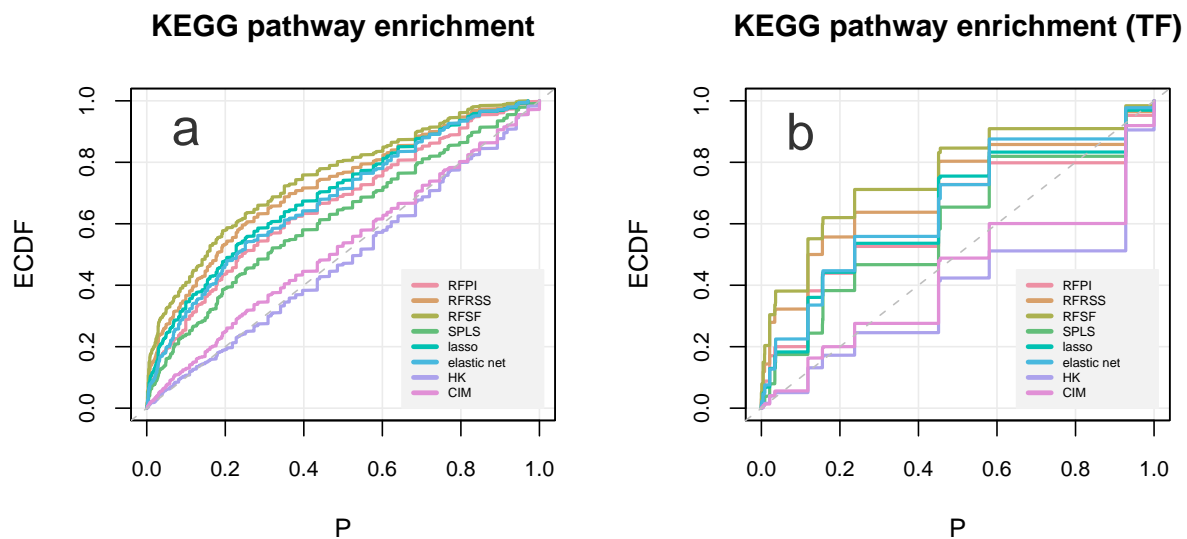 KEGG pathway enrichment
a
ECDF
1.0
0.8
0.6
0.4
0.2
0.0
RFPI
RFRSS
RFSF
SPLS
lasso
elastic net
HK
CIM
0.0 0.2 0.4 0.6 0.8 1.0
P
KEGG pathway enrichment (TF)
b
ECDF
1.0
0.8
0.6
0.4
0.2
0.0
RFPI
RFRSS
RFSF
SPLS
lasso
elastic net
HK
CIM
0.0 0.2 0.4 0.6 0.8 1.0
P